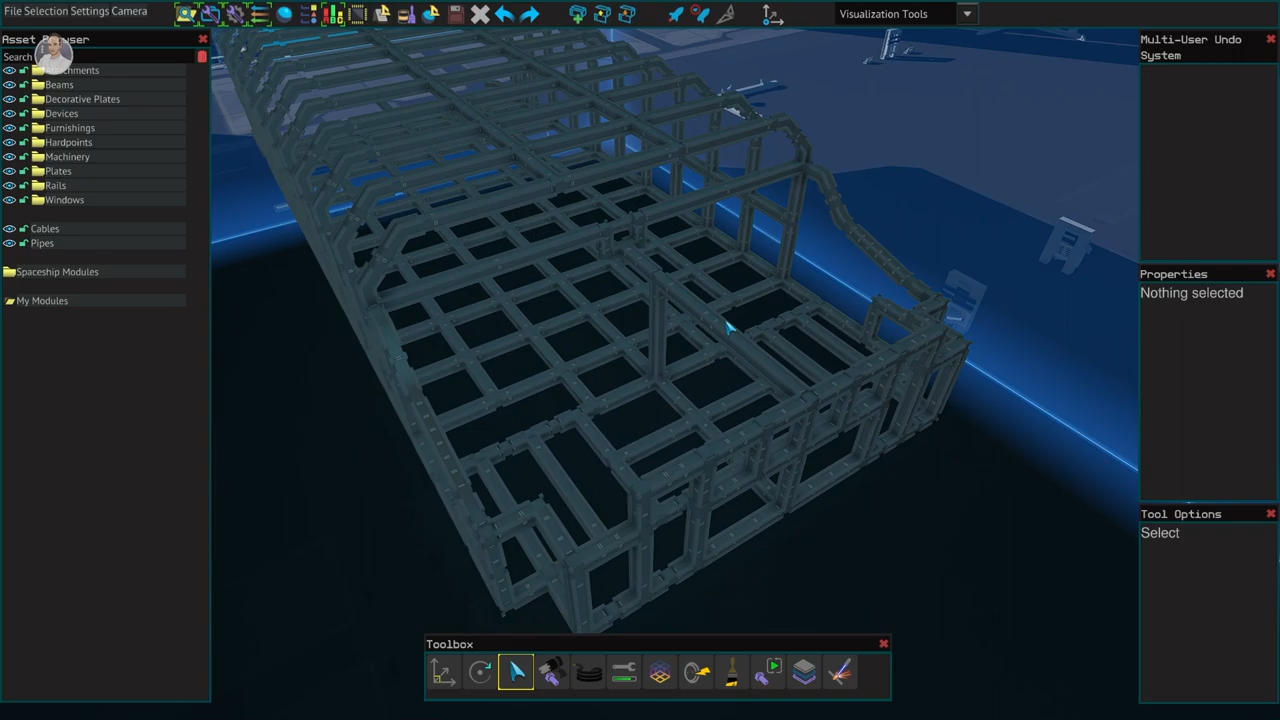 File Selection Settings Camera
Visualization Tools
Asset Browser
Search
Attachments
Beams
Decorative Plates
Devices
Furnishings
Hardpoints
Machinery
Plates
Rails
Windows
Cables
Pipes
Spaceship Modules
My Modules
Multi-User Undo
System
Properties
Nothing selected
Tool Options
Select
Toolbox